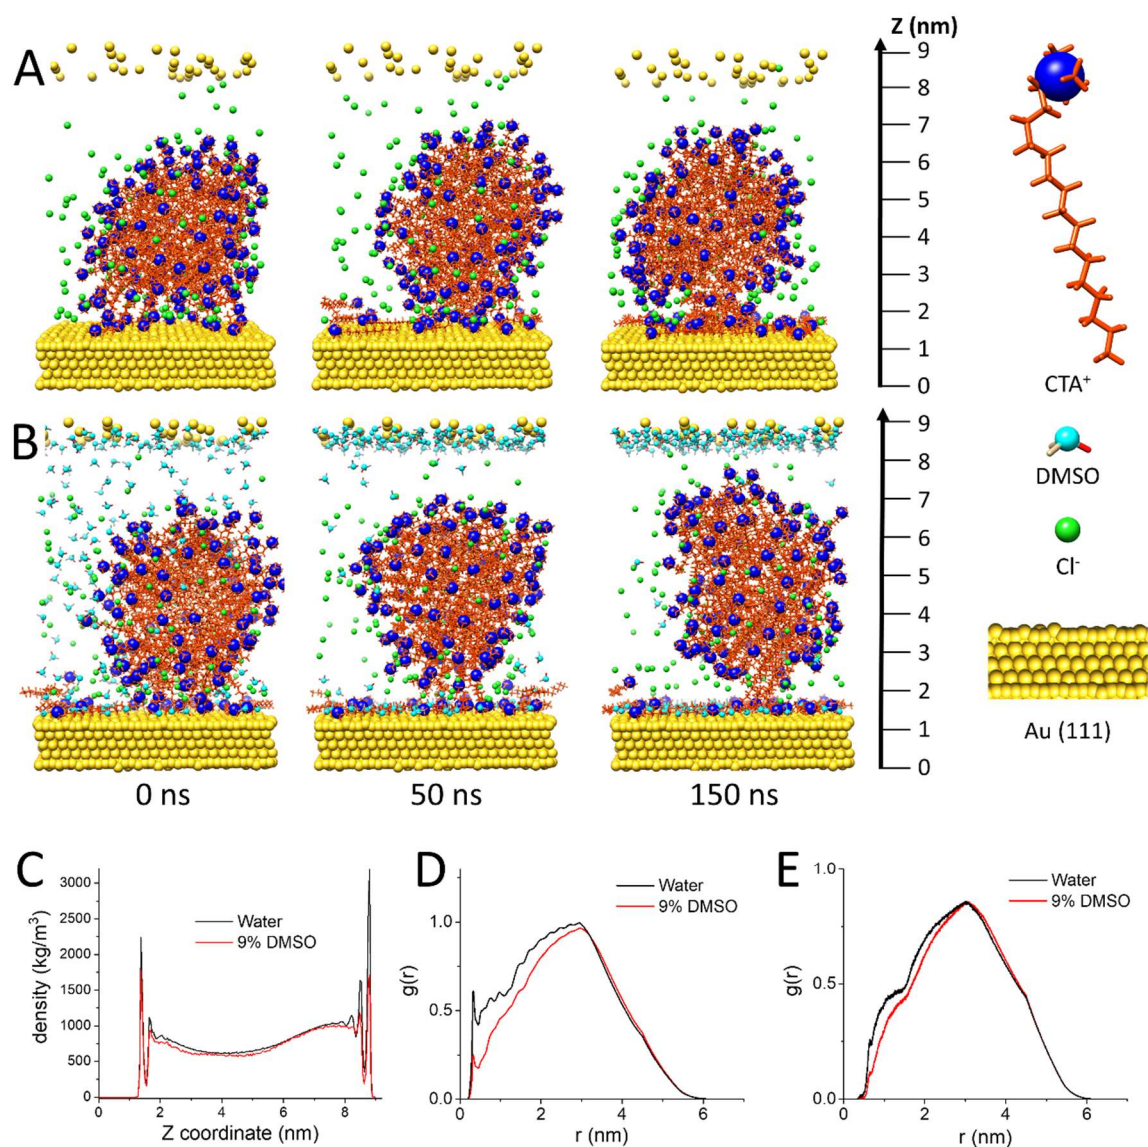 A
Z (nm)
9
8
7
6
5
4
3
2
1
0
CTA⁺
B
9
8
7
6
5
4
3
2
1
0
DMSO
Cl⁻
Au (111)
0 ns
50 ns
150 ns
C
density (kg/m³)
3000
2500
2000
1500
1000
500
0
Water
9% DMSO
0
2
4
6
8
Z coordinate (nm)
D
g(r)
1.0
0.5
0.0
Water
9% DMSO
0
2
4
6
r (nm)
E
g(r)
1.0
0.5
0.0
Water
9% DMSO
0
2
4
6
r (nm)